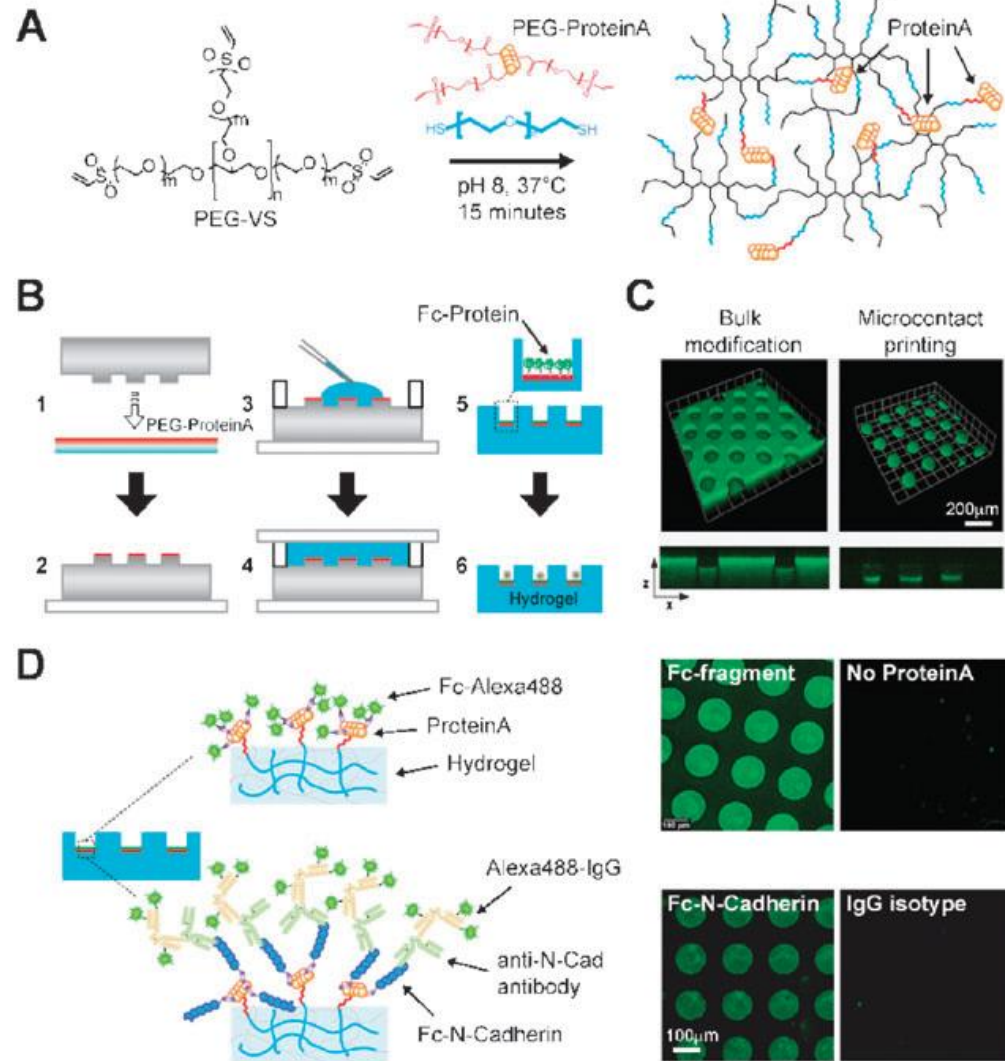 A
PEG-ProteinA
ProteinA
O
m
HS
O
SH
PEG-VS
n
pH 8, 37°C
15 minutes
B
1
PEG-ProteinA
2
3
4
Fc-Protein
5
6
Hydrogel
C
Bulk
modification
Microcontact
printing
200μm
z
x
D
Fc-Alexa488
ProteinA
Hydrogel
Alexa488-IgG
anti-N-Cad
antibody
Fc-N-Cadherin
Fc-fragment
No ProteinA
Fc-N-Cadherin
IgG isotype
100μm